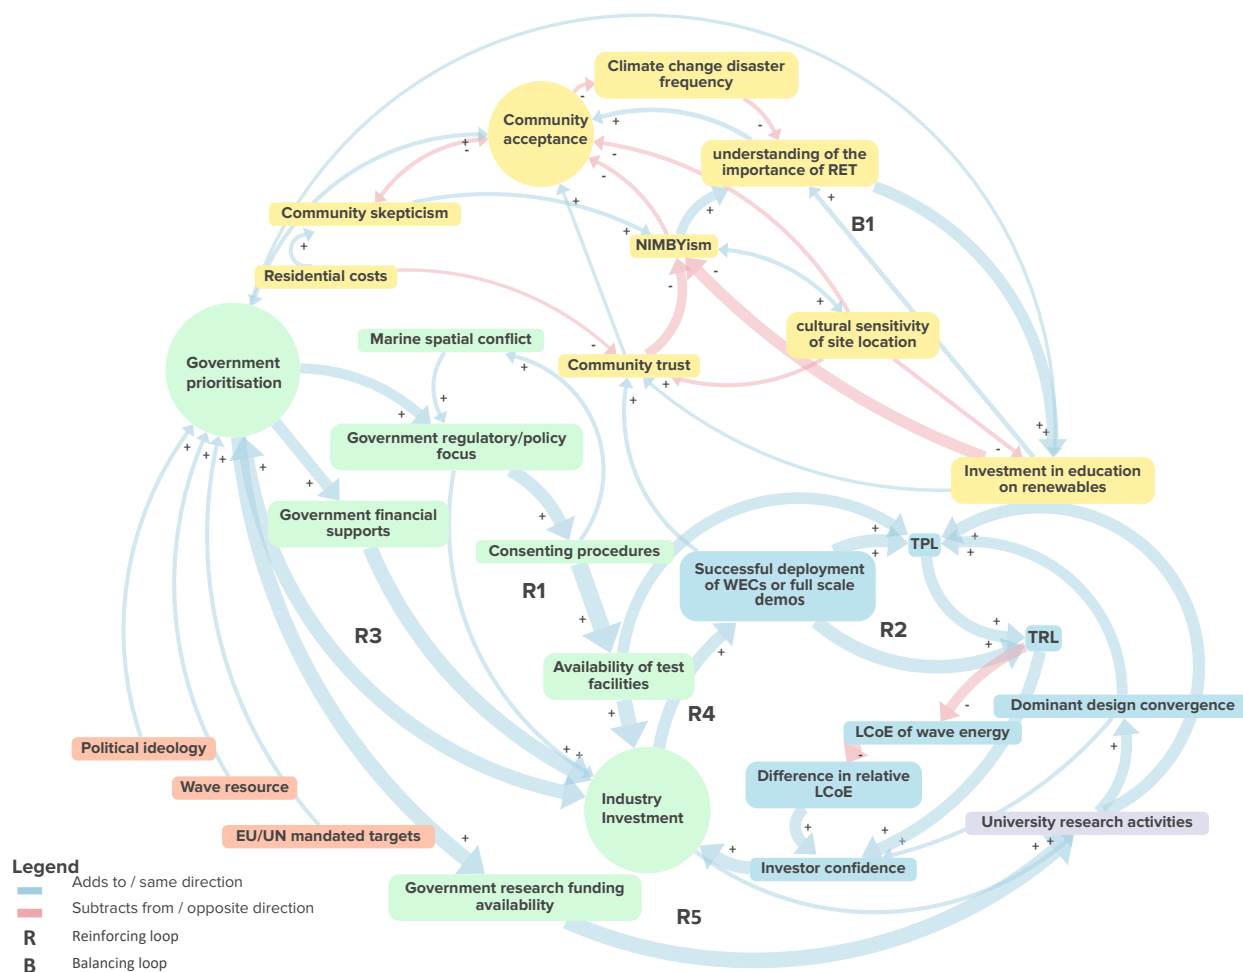 Climate change disaster
frequency
Community
acceptance
understanding of the
importance of RET
Community skepticism
B1
NIMBYism
Residential costs
cultural sensitivity
of site location
Marine spatial conflict
Community trust
Government
prioritisation
Government regulatory/policy
focus
Investment in education
on renewables
Government financial
supports
Consenting procedures
TPL
Successful deployment
of WECs or full scale
demos
R1
R2
R3
TRL
Availability of test
facilities
R4
Dominant design convergence
LCoE of wave energy
Political ideology
Wave resource
Difference in relative
LCoE
Industry
Investment
University research activities
EU/UN mandated targets
Investor confidence
Government research funding
availability
R5
Legend
Adds to / same direction
Subtracts from / opposite direction
R Reinforcing loop
B Balancing loop